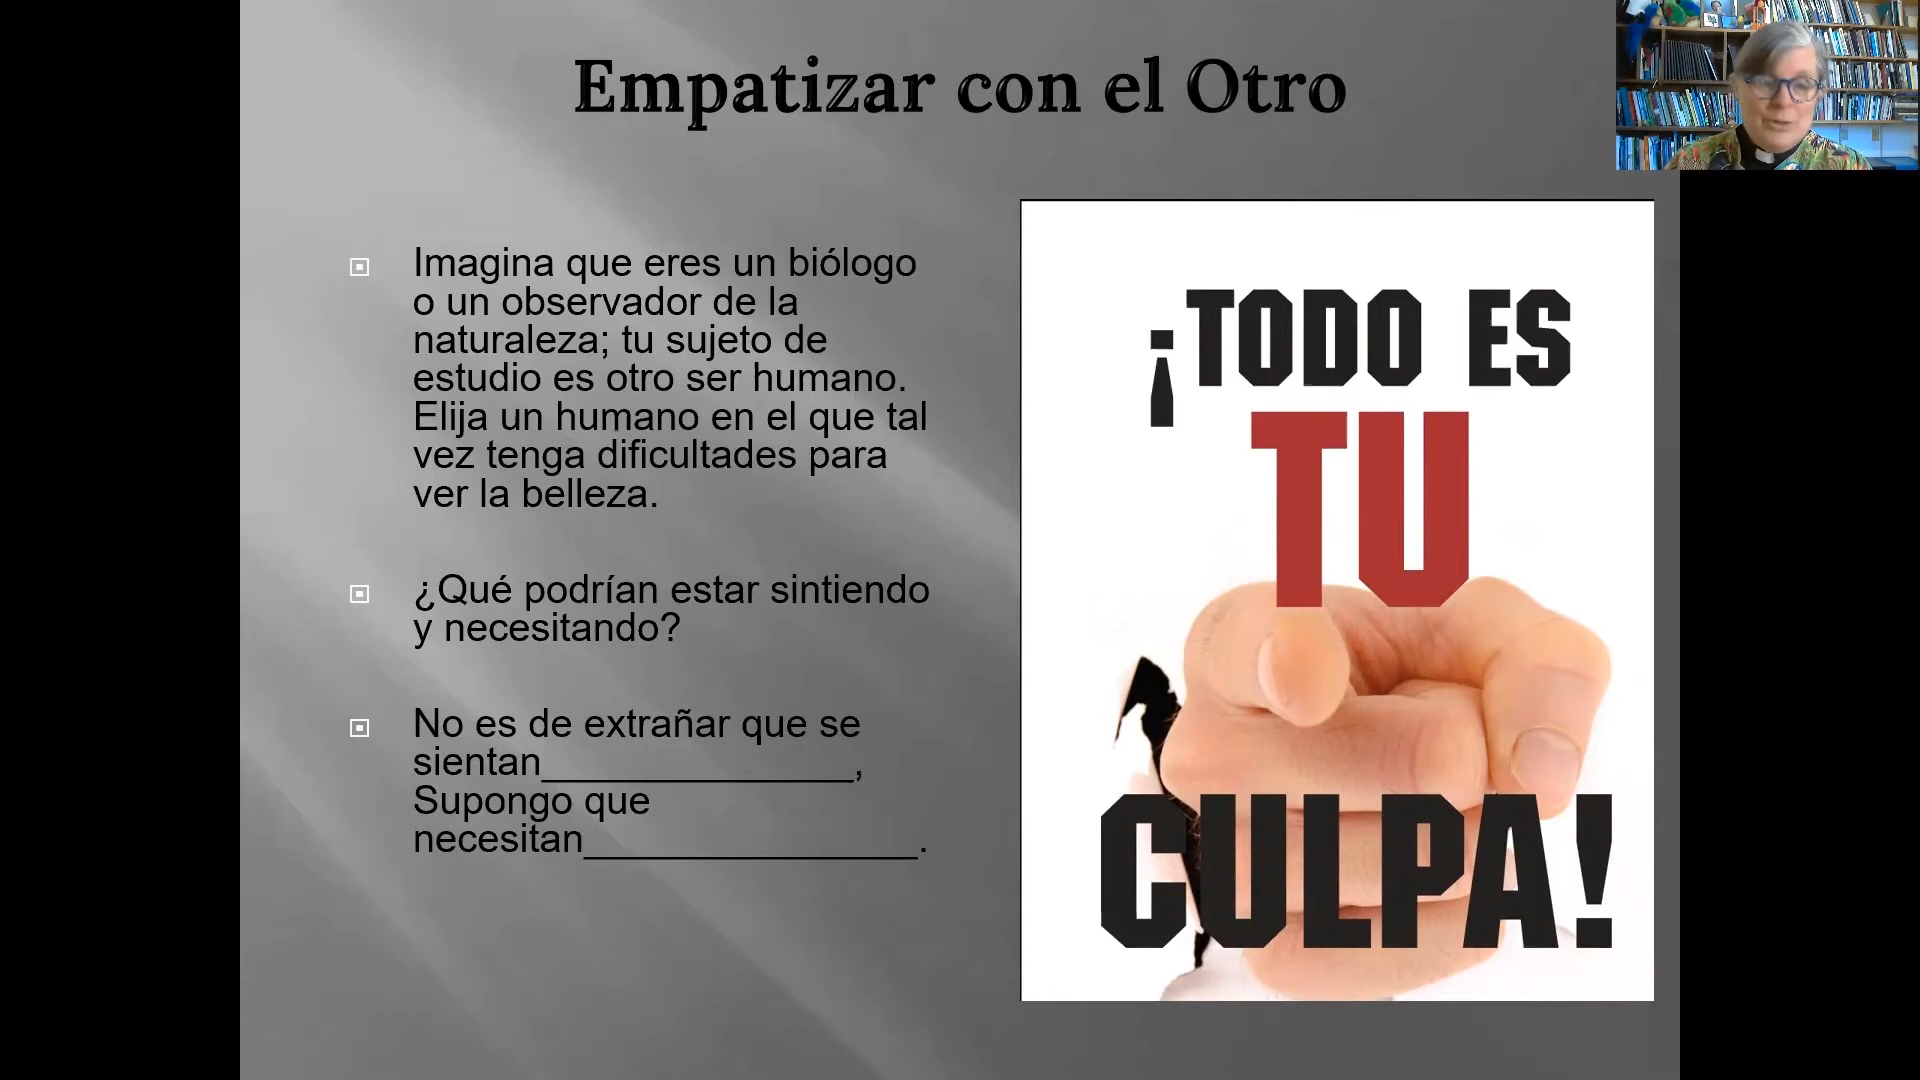 Empatizar con el Otro
Imagina que eres un biólogo
o un observador de la
naturaleza; tu sujeto de
estudio es otro ser humano.
Elija un humano en el que tal
vez tenga dificultades para
ver la belleza.
¿Qué podrían estar sintiendo
y necesitando?
No es de extrañar que se
sientan______________,
Supongo que
necesitan_______________.
¡TODO ES
TU
CULPA!